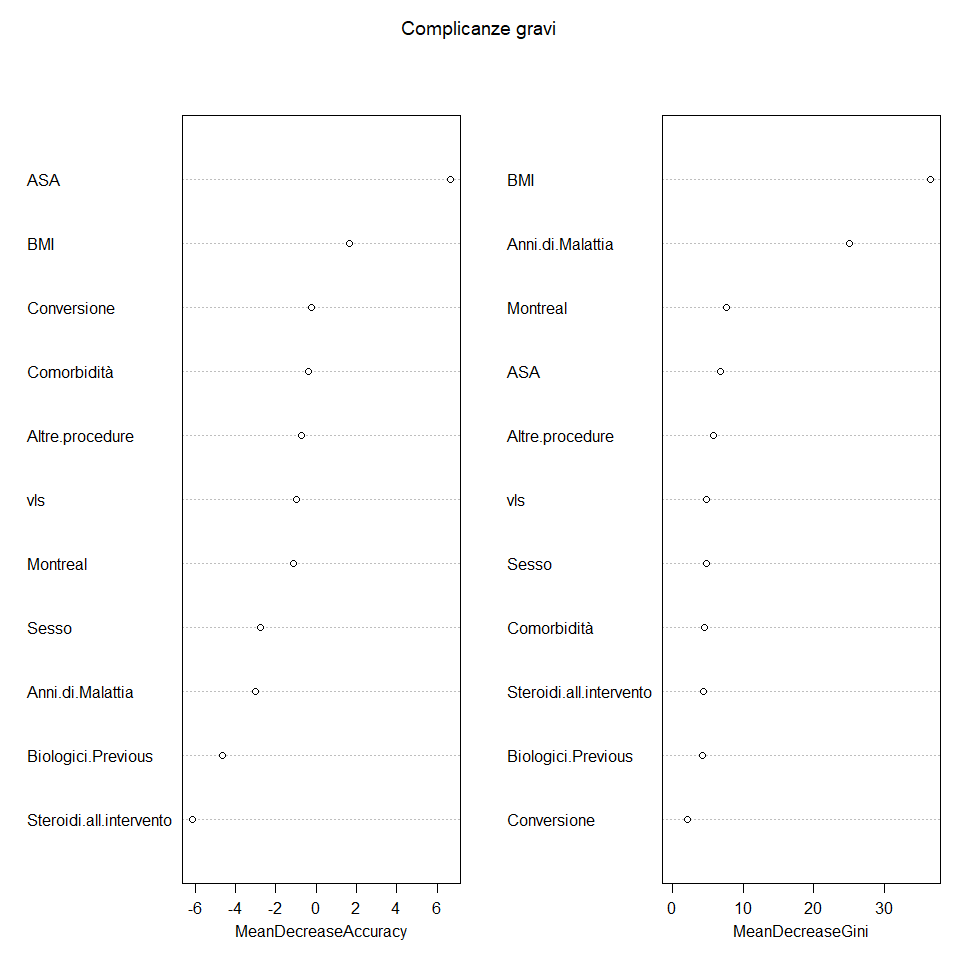 Complicanze gravi
ASA
BMI
Conversione
Comorbidità
Altre.procedure
vls
Montreal
Sesso
Anni.di.Malattia
Biologici.Previous
Steroidi.all.intervento
-6 -4 -2 0 2 4 6
MeanDecreaseAccuracy
BMI
Anni.di.Malattia
Montreal
ASA
Altre.procedure
vls
Sesso
Comorbidità
Steroidi.all.intervento
Biologici.Previous
Conversione
0 10 20 30
MeanDecreaseGini